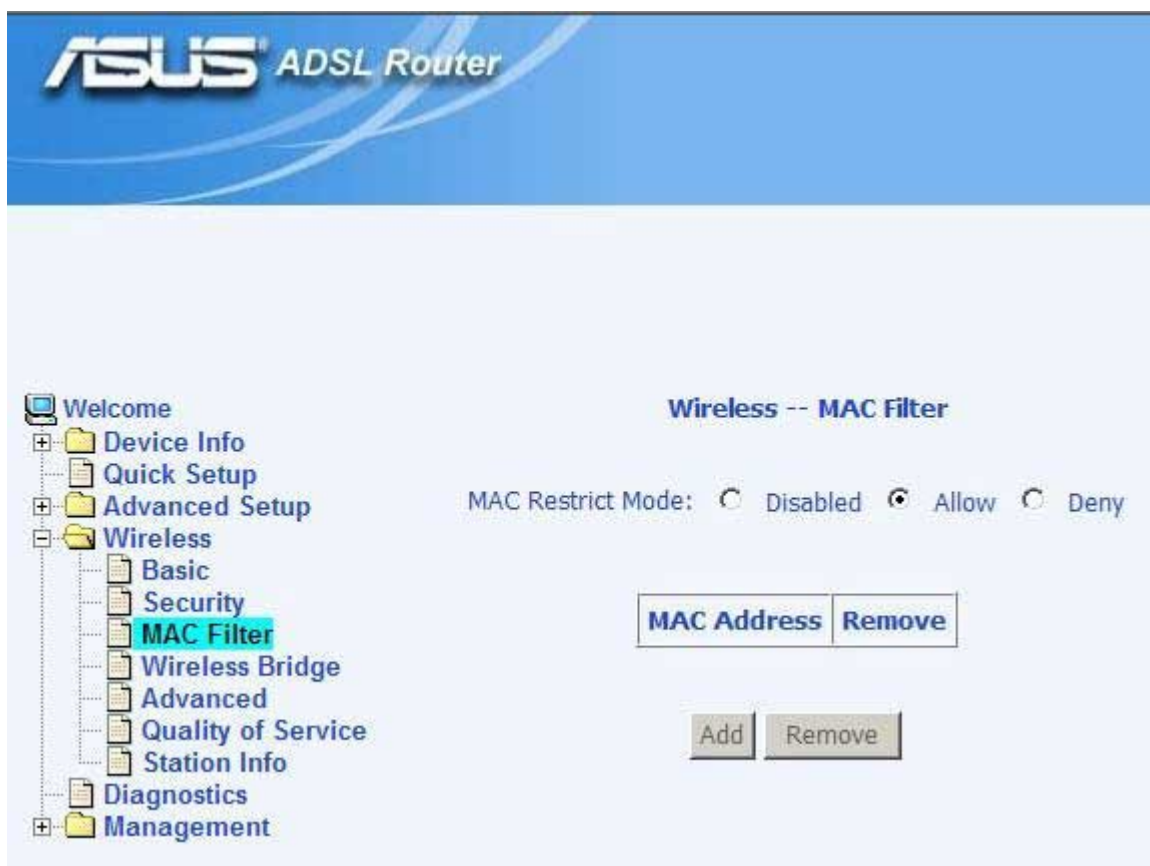 ASUS ADSL Router
Welcome
Device Info
Quick Setup
Advanced Setup
Wireless
Basic
Security
MAC Filter
Wireless Bridge
Advanced
Quality of Service
Station Info
Diagnostics
Management
Wireless -- MAC Filter
MAC Restrict Mode: Disabled Allow Deny
MAC Address Remove
Add Remove